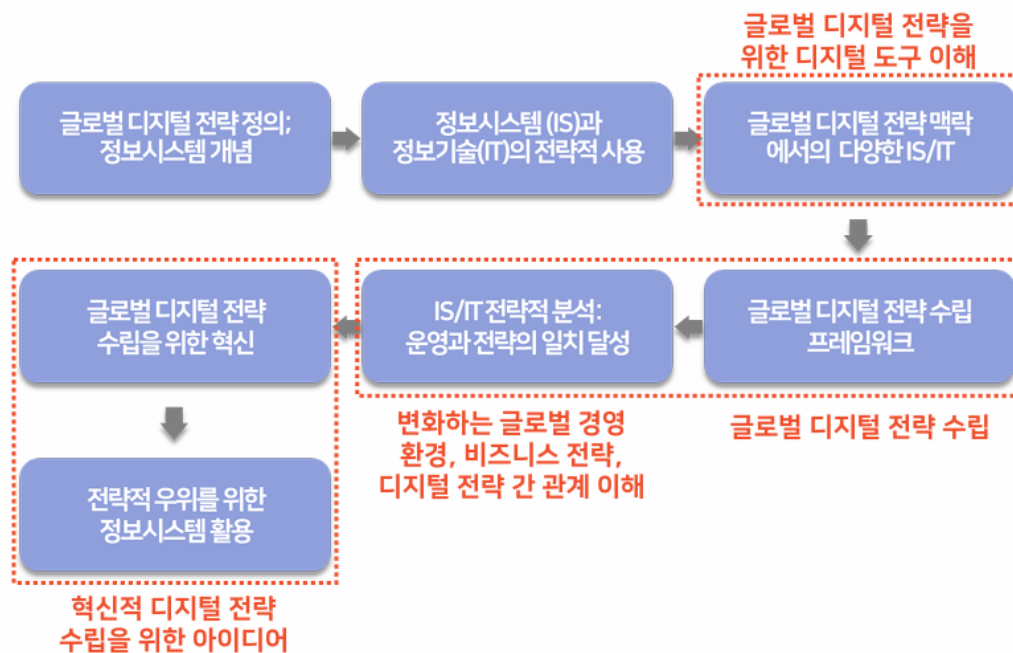 글로벌 디지털 전략을
위한 디지털 도구 이해
글로벌 디지털 전략 정의;
정보시스템 개념
정보시스템 (IS)과
정보기술(IT)의 전략적 사용
글로벌 디지털 전략 맥락
에서의 다양한 IS/IT
글로벌 디지털 전략
수립을 위한 혁신
IS/IT 전략적 분석:
운영과 전략의 일치 달성
글로벌 디지털 전략 수립
프레임워크
변화하는 글로벌 경영
환경, 비즈니스 전략,
디지털 전략 간 관계 이해
글로벌 디지털 전략 수립
전략적 우위를 위한
정보시스템 활용
혁신적 디지털 전략
수립을 위한 아이디어